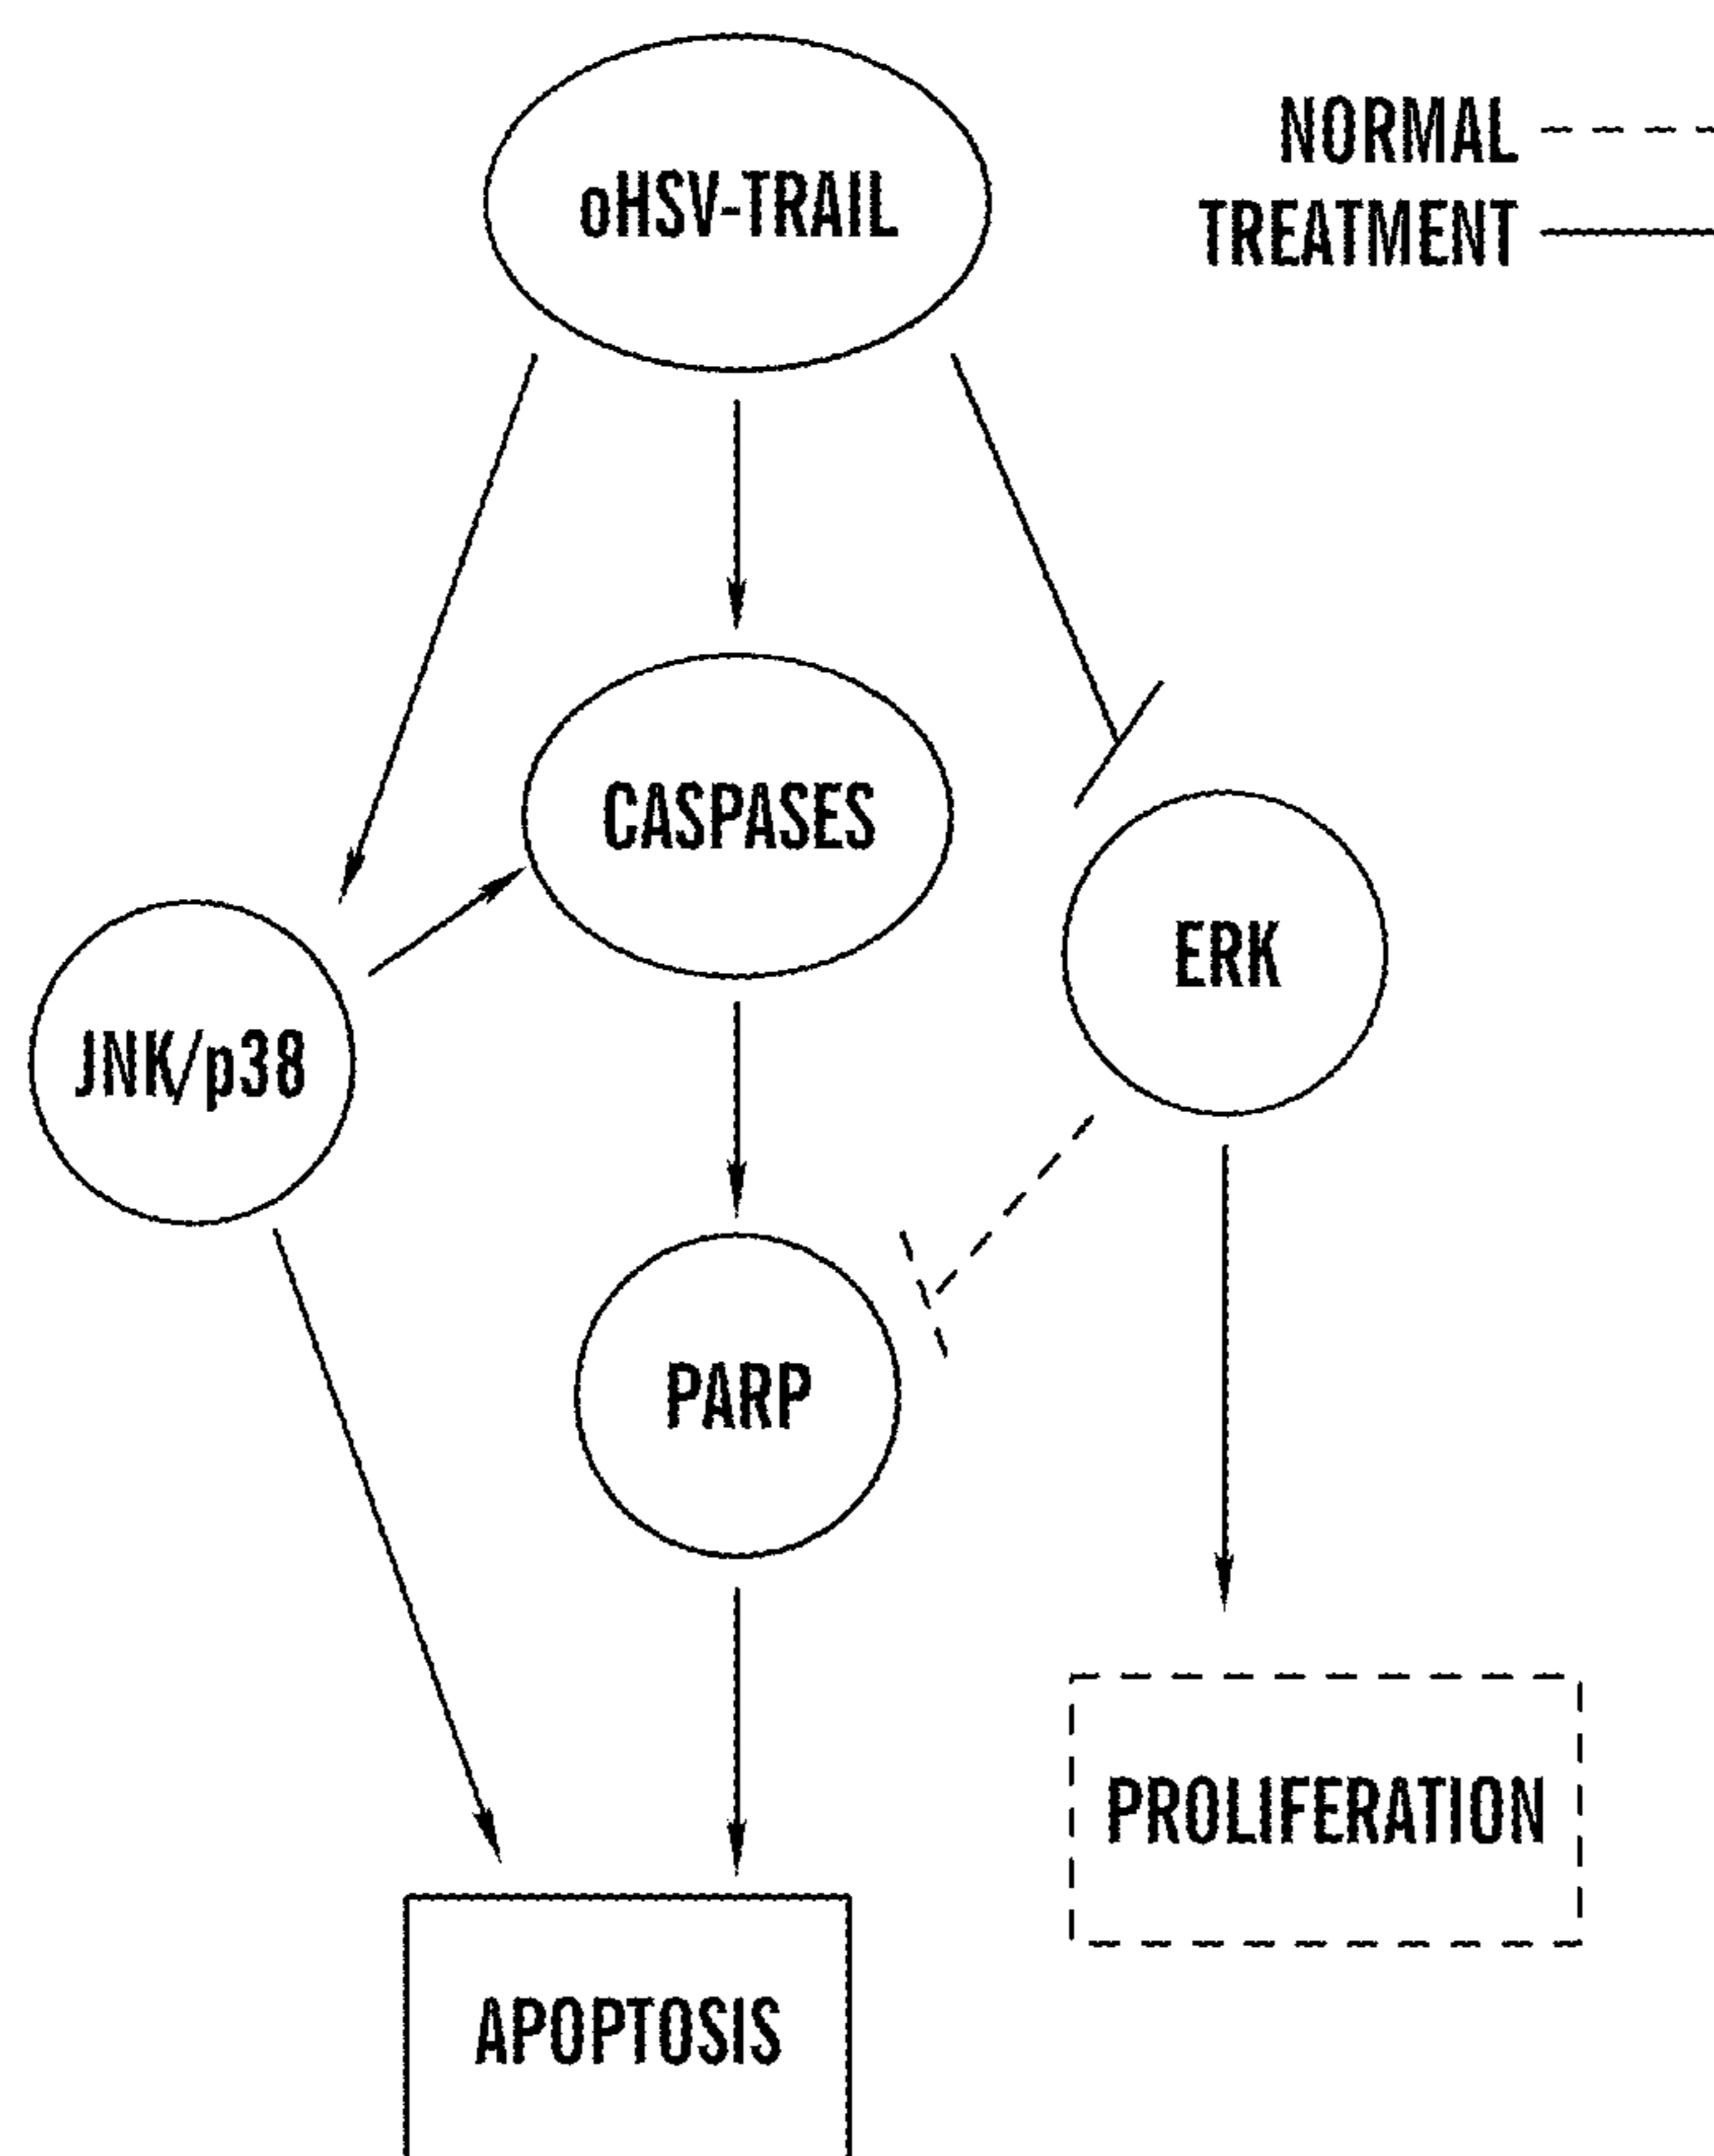 oHSV-TRAIL
NORMAL
TREATMENT
CASPASES
ERK
JNK/p38
PARP
PROLIFERATION
APOPTOSIS